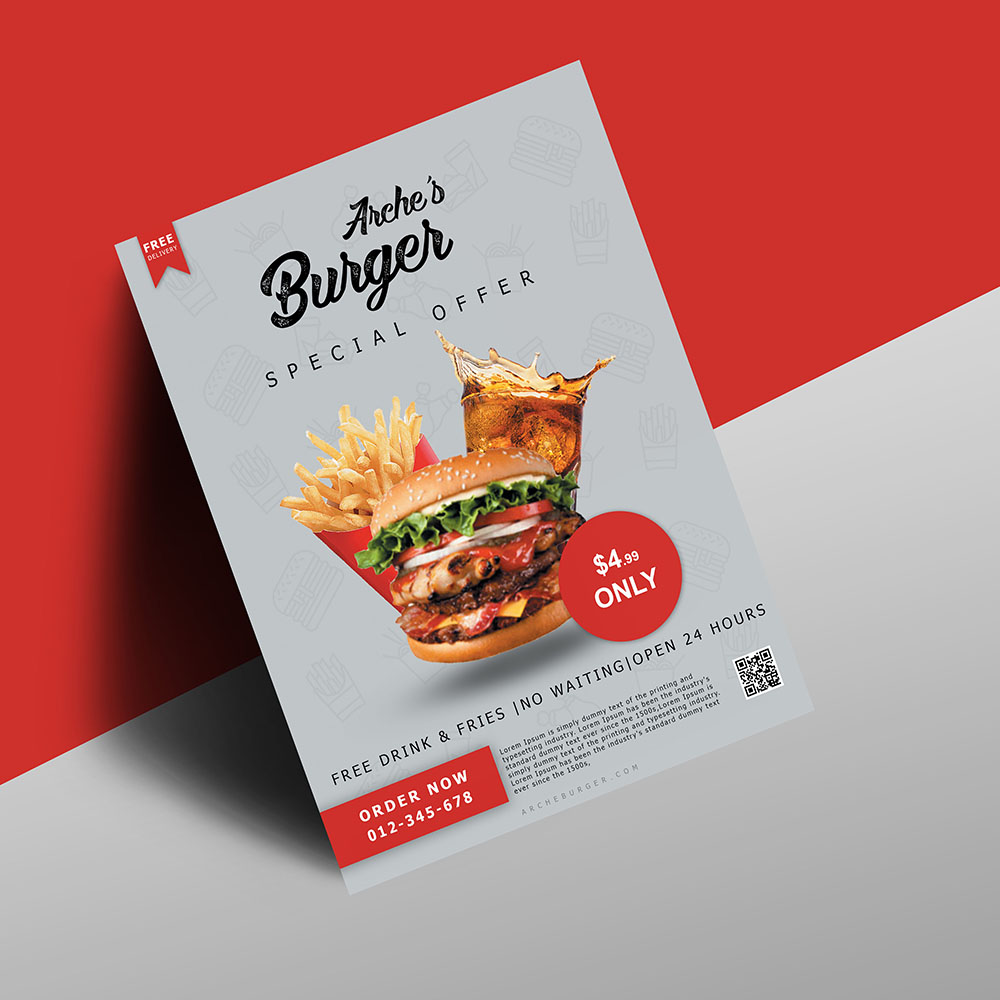 FREE
DELIVERY
Arche's
Burger
SPECIAL OFFER
$4.99
ONLY
FREE DRINK & FRIES |NO WAITING|OPEN 24 HOURS
Lorem Ipsum is simply dummy text of the printing and
typesetting industry. Lorem Ipsum has been the industry's
standard dummy text ever since the 1500s,Lorem Ipsum is
simply dummy text of the printing and typesetting industry.
Lorem Ipsum has been the industry's standard dummy text
ever since the 1500s,
ORDER NOW
012-345-678
ARCHEBURGER.COM